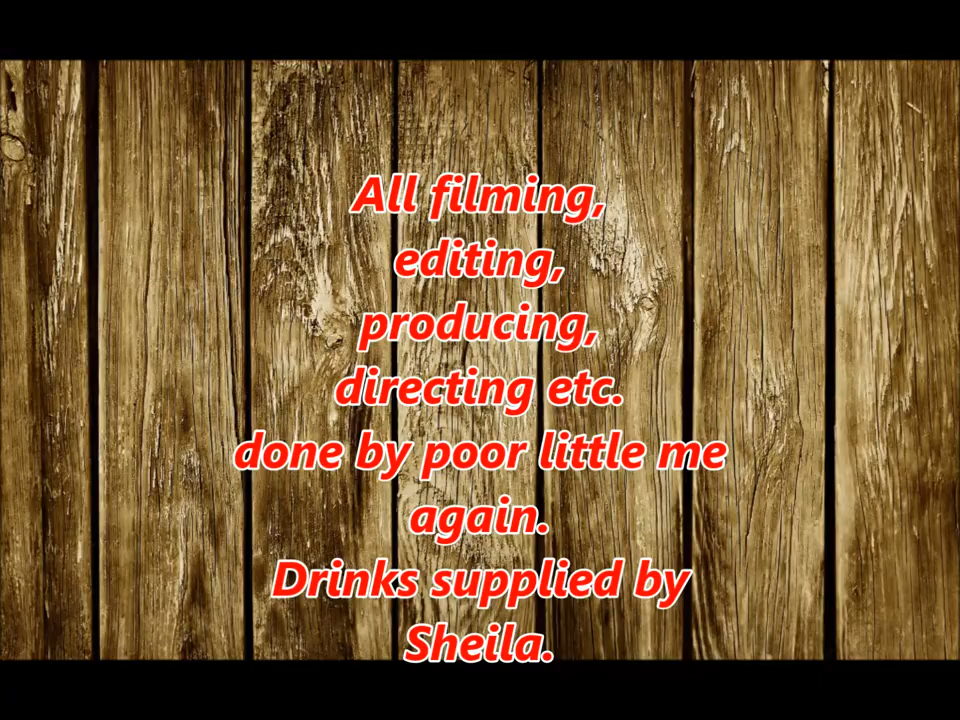 All filming,
editing,
producing,
directing etc.
done by poor little me
again.
Drinks supplied by
Sheila.